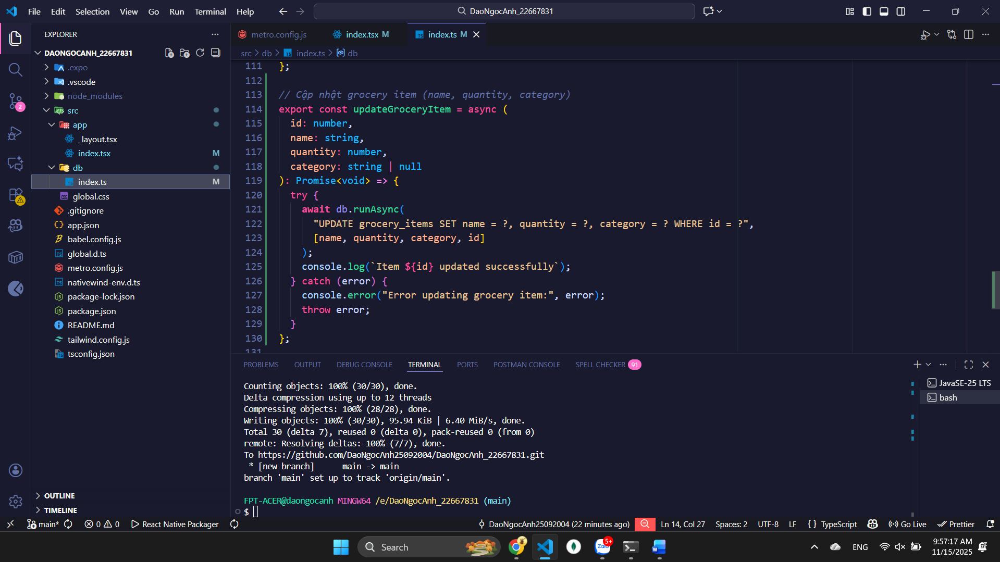 File Edit Selection View Go Run Terminal Help
DaoNgocAnh_22667831
EXPLORER
DAONGOCANH_22667831
.expo
.vscode
node_modules
src
app
_layout.tsx
index.tsx M
db
index.ts M
global.css
.gitignore
app.json
babel.config.js
global.d.ts
metro.config.js
nativewind-env.d.ts
package-lock.json
package.json
README.md
tailwind.config.js
tsconfig.json
OUTLINE
TIMELINE
2
metro.config.js
index.tsx M
index.ts M
src > db > index.ts > db
111 };
112
113 // Cập nhật grocery item (name, quantity, category)
114 export const updateGroceryItem = async (
115 id: number,
116 name: string,
117 quantity: number,
118 category: string | null
119 ): Promise<void> => {
120 try {
121 await db.runAsync(
122 "UPDATE grocery_items SET name = ?, quantity = ?, category = ? WHERE id = ?",
123 [name, quantity, category, id]
124 );
125 console.log(`Item ${id} updated successfully`);
126 } catch (error) {
127 console.error("Error updating grocery item:", error);
128 throw error;
129 }
130 };
131
PROBLEMS OUTPUT DEBUG CONSOLE TERMINAL PORTS POSTMAN CONSOLE SPELL CHECKER 91
Counting objects: 100% (30/30), done.
Delta compression using up to 12 threads
Compressing objects: 100% (28/28), done.
Writing objects: 100% (30/30), 95.94 KiB | 6.40 MiB/s, done.
Total 30 (delta 7), reused 0 (delta 0), pack-reused 0 (from 0)
remote: Resolving deltas: 100% (7/7), done.
To https://github.com/DaoNgocAnh25092004/DaoNgocAnh_22667831.git
* [new branch] main -> main
branch 'main' set up to track 'origin/main'.
FPT-ACER@daongocanh MINGW64 /e/DaoNgocAnh_22667831 (main)
$
JavaSE-25 LTS
bash
main* 0 0 React Native Packager DaoNgocAnh25092004 (22 minutes ago) Ln 14, Col 27 Spaces: 2 UTF-8 LF {} TypeScript Go Live Prettier
Search
Zalo 5+
ENG
9:57:17 AM
11/15/2025